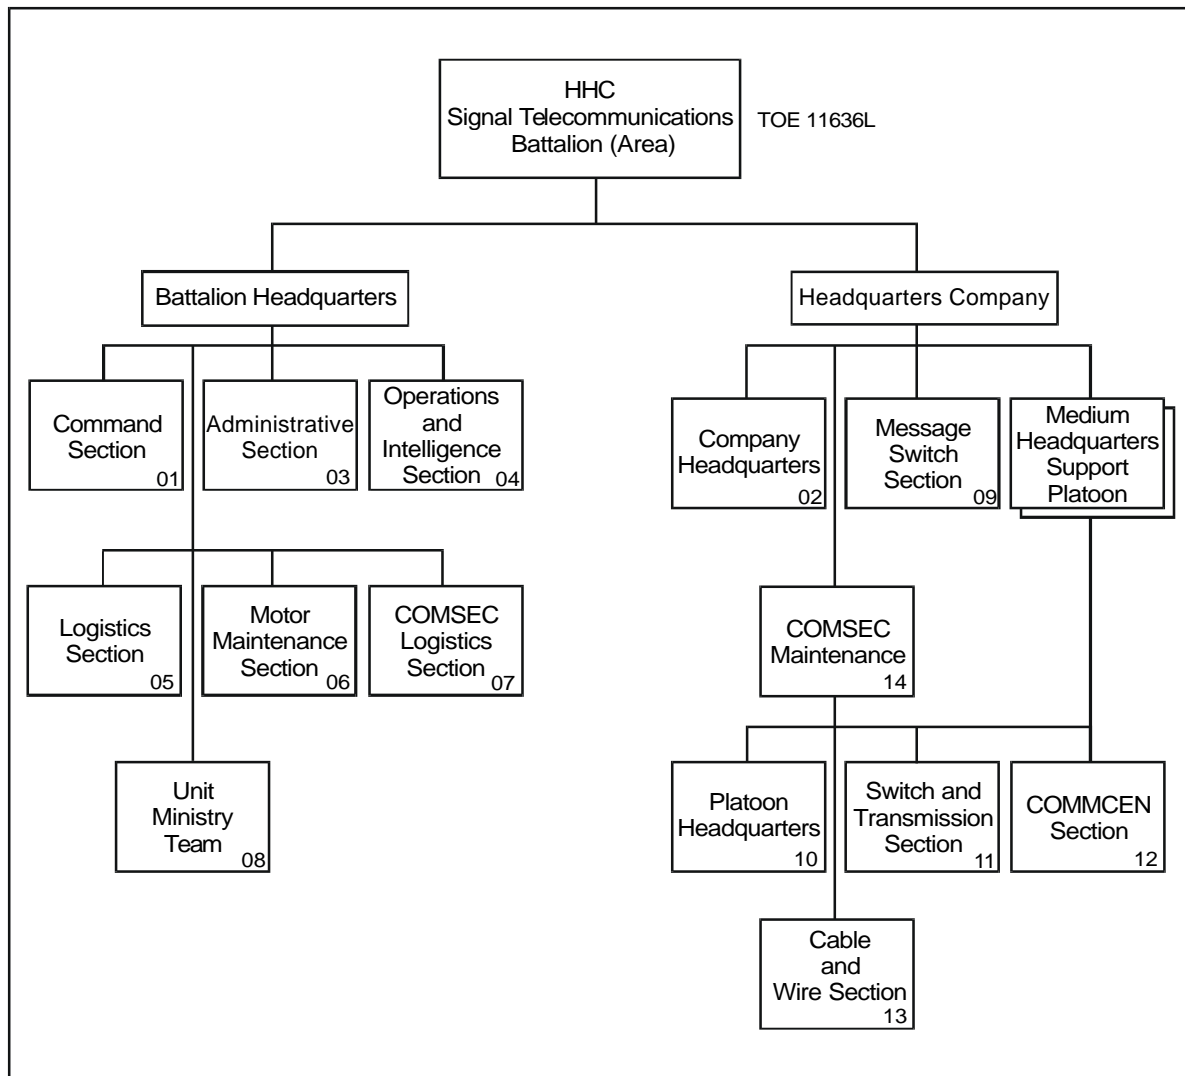 HHC
Signal Telecommunications
Battalion (Area)
TOE 11636L
Battalion Headquarters
Headquarters Company
Command
Section
01
Administrative
Section
03
Operations
and
Intelligence
Section
04
Company
Headquarters
02
Message
Switch
Section
09
Medium
Headquarters
Support
Platoon
Logistics
Section
05
Motor
Maintenance
Section
06
COMSEC
Logistics
Section
07
COMSEC
Maintenance
14
Unit
Ministry
Team
08
Platoon
Headquarters
10
Switch and
Transmission
Section
11
COMMCEN
Section
12
Cable
and
Wire Section
13